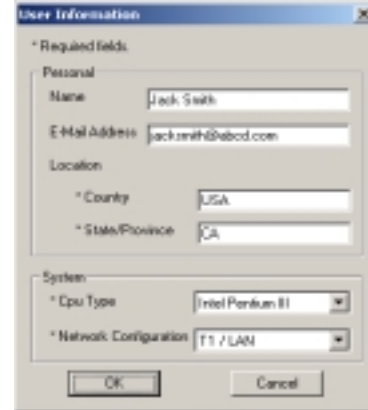 User Information
* Required fields.
Personal
Name Jack Smith
E-Mail Address jacksmith@abcd.com
Location
* Country USA
* State/Province CA
System
* Cpu Type Intel Pentium III
* Network Configuration T1 / LAN
OK Cancel